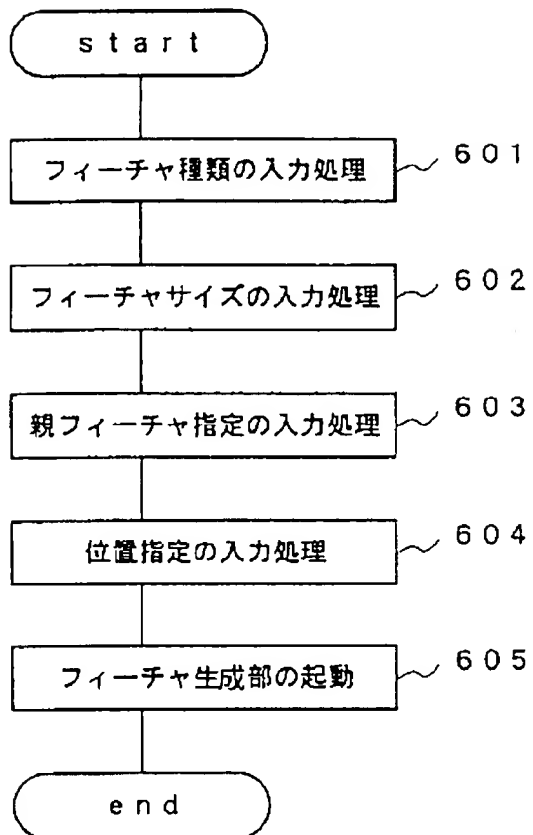 start
フィーチャ種類の入力処理 601
フィーチャサイズの入力処理 602
親フィーチャ指定の入力処理 603
位置指定の入力処理 604
フィーチャ生成部の起動 605
end